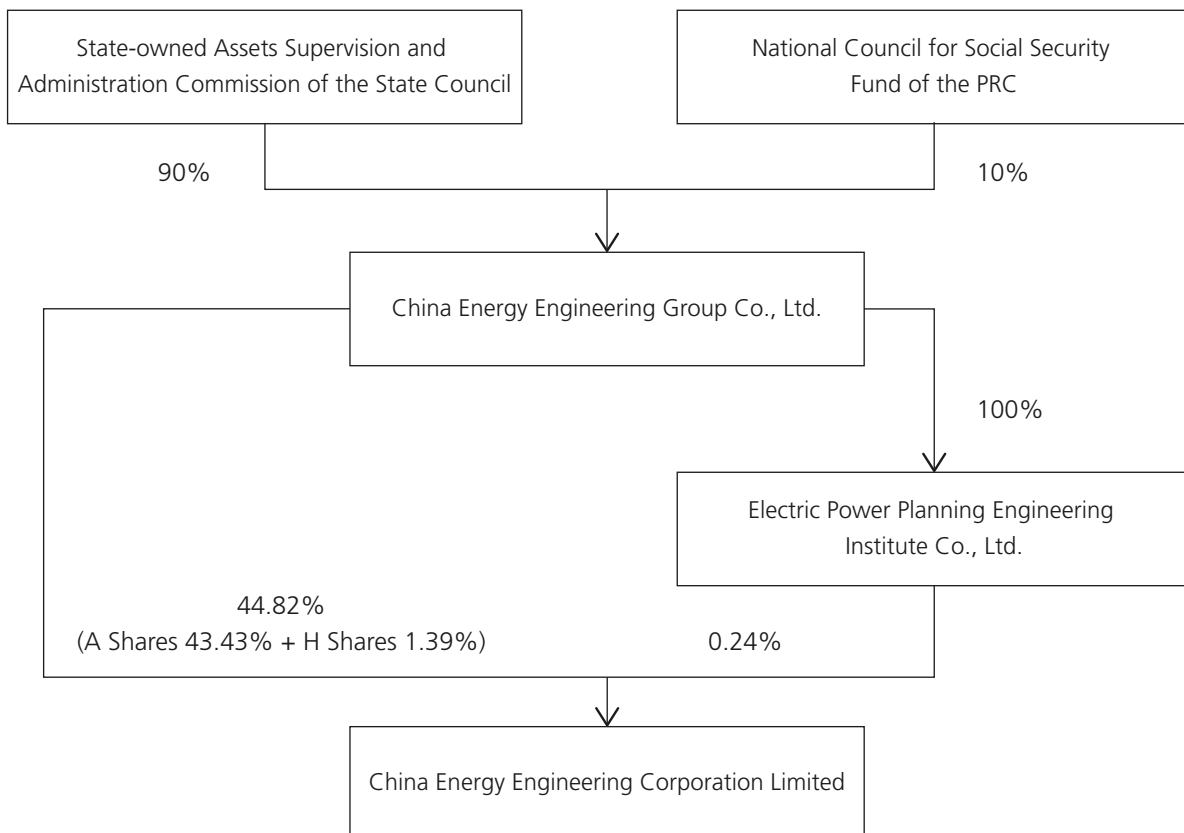 State-owned Assets Supervision and
Administration Commission of the State Council
National Council for Social Security
Fund of the PRC
90%
10%
China Energy Engineering Group Co., Ltd.
100%
Electric Power Planning Engineering
Institute Co., Ltd.
44.82%
(A Shares 43.43% + H Shares 1.39%)
0.24%
China Energy Engineering Corporation Limited